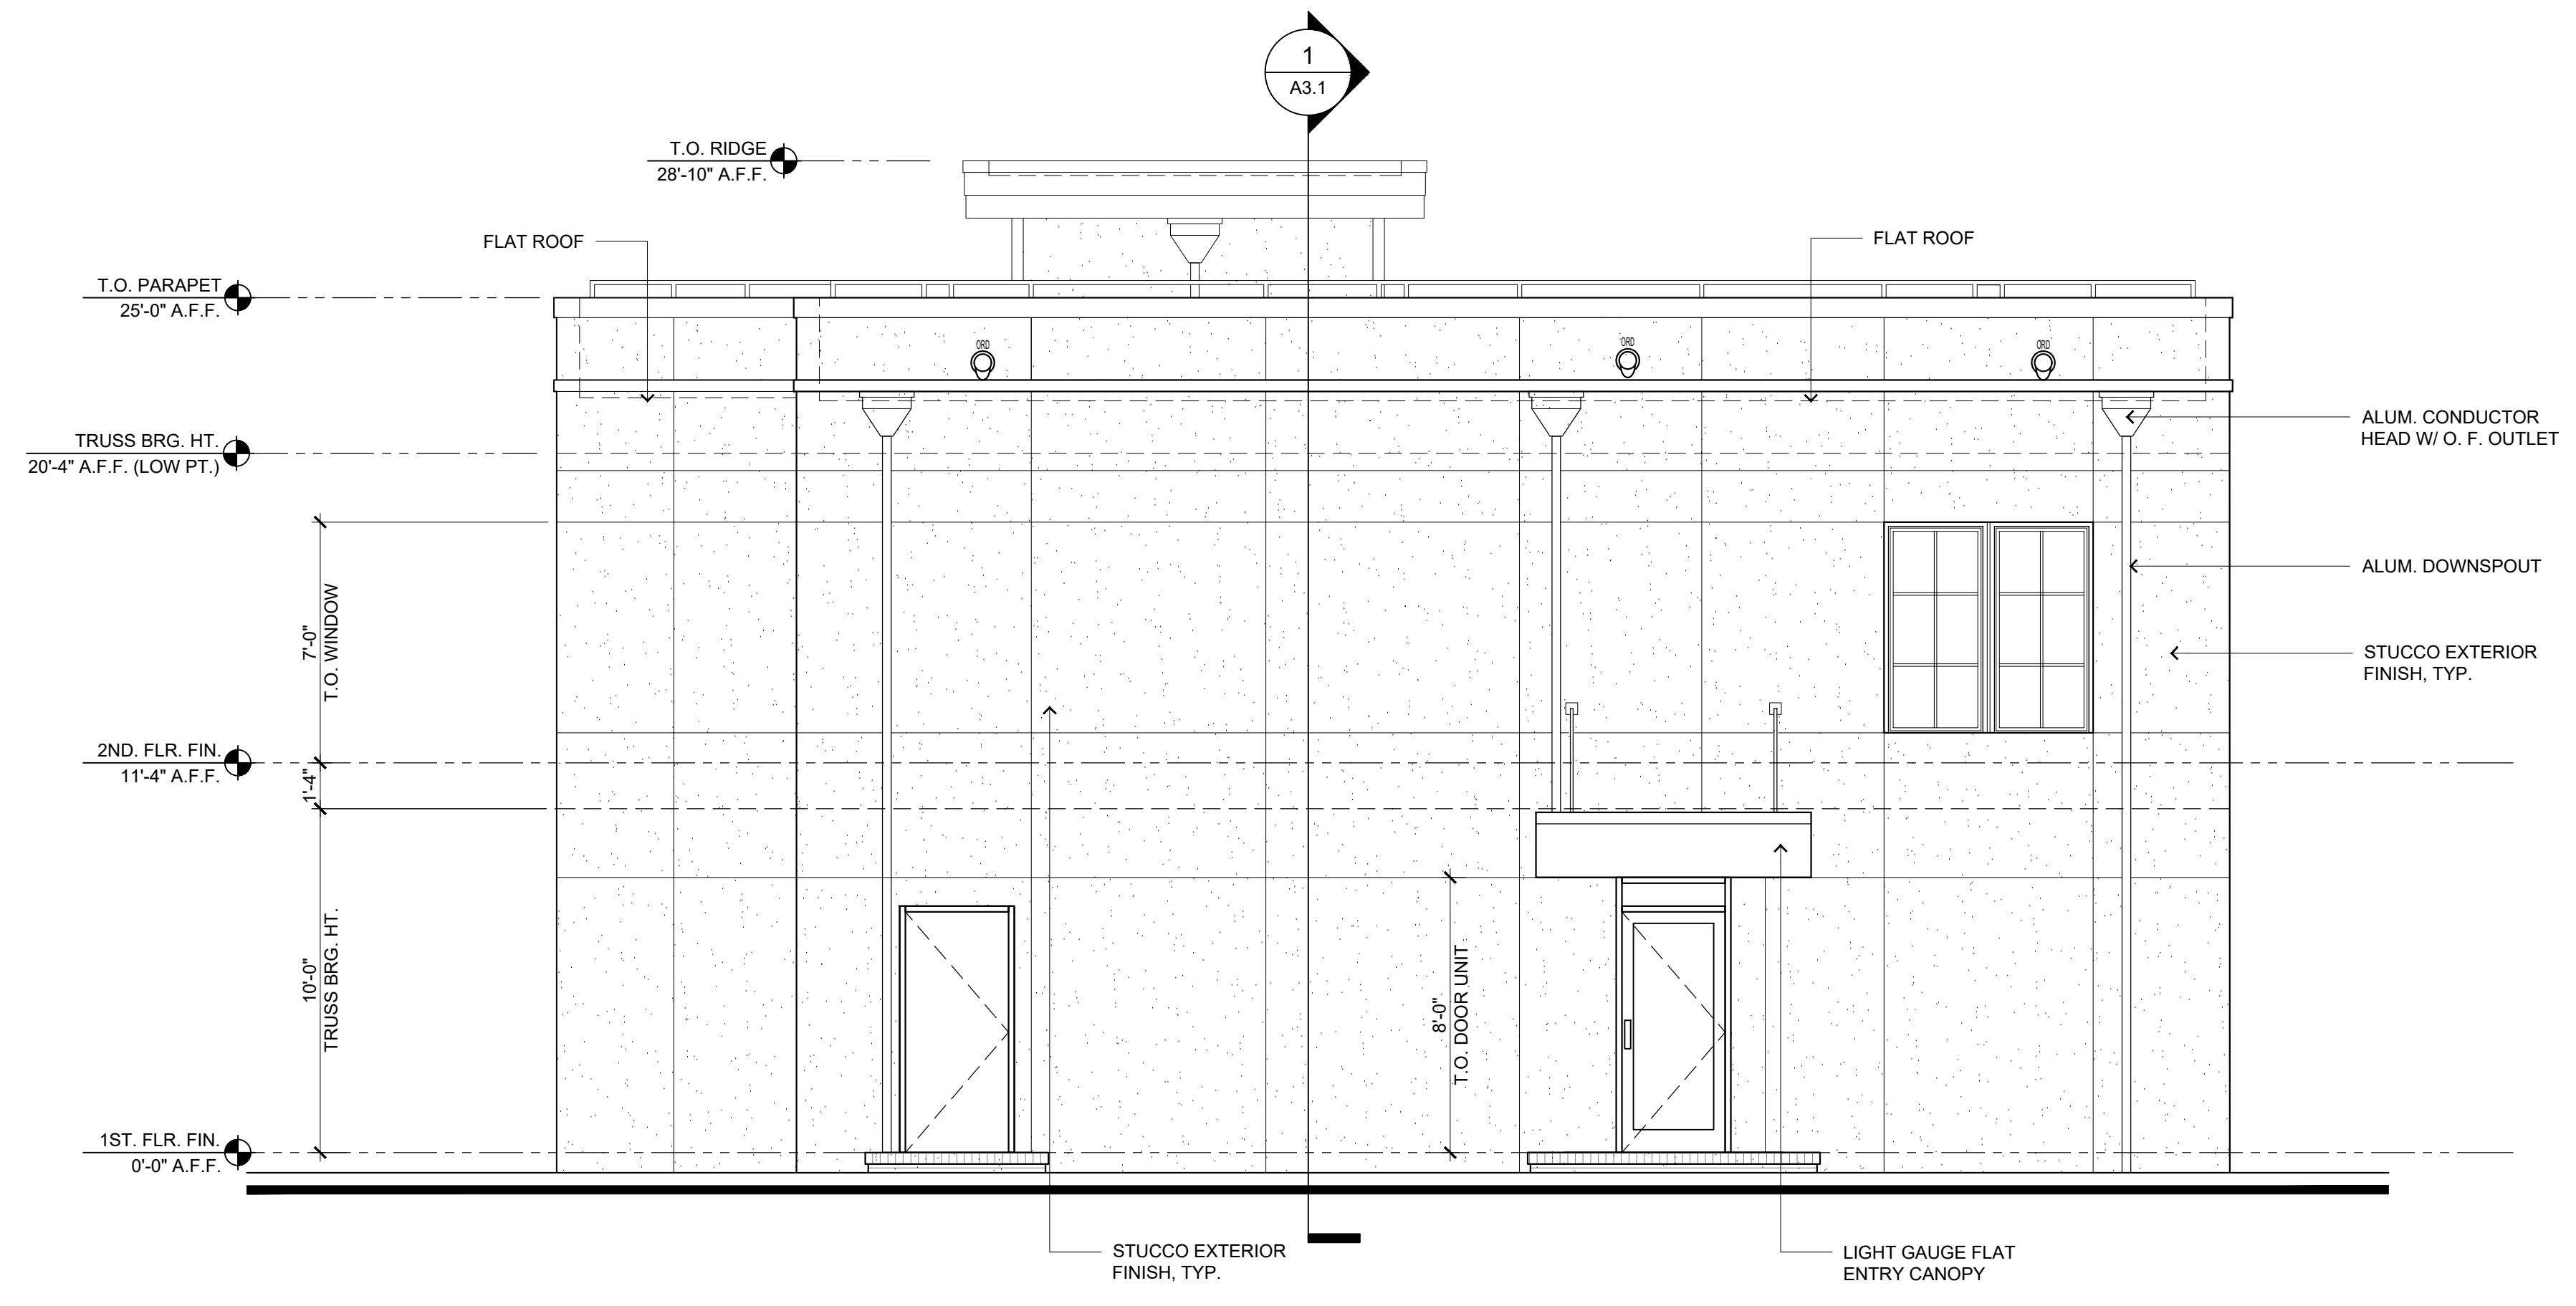 1
A3.1
T.O. RIDGE
28'-10" A.F.F.
FLAT ROOF
FLAT ROOF
T.O. PARAPET
25'-0" A.F.F.
ORD
ORD
ORD
ALUM. CONDUCTOR
HEAD W/ O. F. OUTLET
TRUSS BRG. HT.
20'-4" A.F.F. (LOW PT.)
ALUM. DOWNSPOUT
7'-0"
T.O. WINDOW
STUCCO EXTERIOR
FINISH, TYP.
2ND. FLR. FIN.
11'-4" A.F.F.
1'-4"
10'-0"
TRUSS BRG. HT.
8'-0"
T.O. DOOR UNIT
1ST. FLR. FIN.
0'-0" A.F.F.
STUCCO EXTERIOR
FINISH, TYP.
LIGHT GAUGE FLAT
ENTRY CANOPY